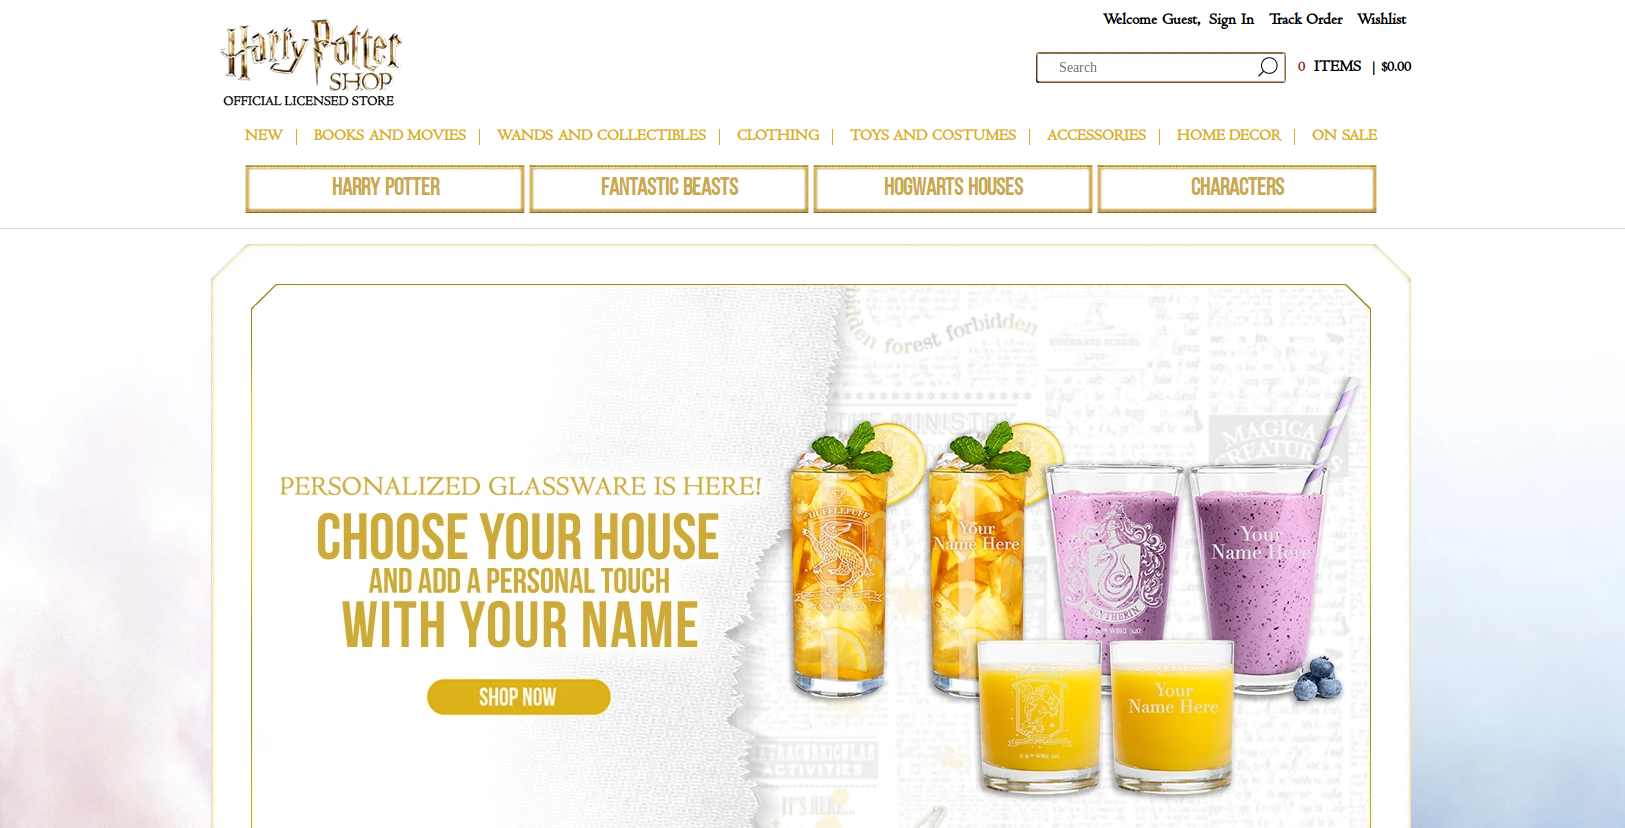 Harry Potter
SHOP
OFFICIAL LICENSED STORE
Welcome Guest, Sign In Track Order Wishlist
Search
0 ITEMS | $0.00
NEW | BOOKS AND MOVIES | WANDS AND COLLECTIBLES | CLOTHING | TOYS AND COSTUMES | ACCESSORIES | HOME DECOR | ON SALE
HARRY POTTER
FANTASTIC BEASTS
HOGWARTS HOUSES
CHARACTERS
forest forbidden
THE MINISTRY
MAGICA
CREATURES
PERSONALIZED GLASSWARE IS HERE!
CHOOSE YOUR HOUSE
AND ADD A PERSONAL TOUCH
WITH YOUR NAME
SHOP NOW
HUFFLEPUFF
Your
Name Here
SLYTHERIN
Your
Name Here
Your
Name Here
TRACURRICULAR
ACTIVITIES
IT'S HERE...